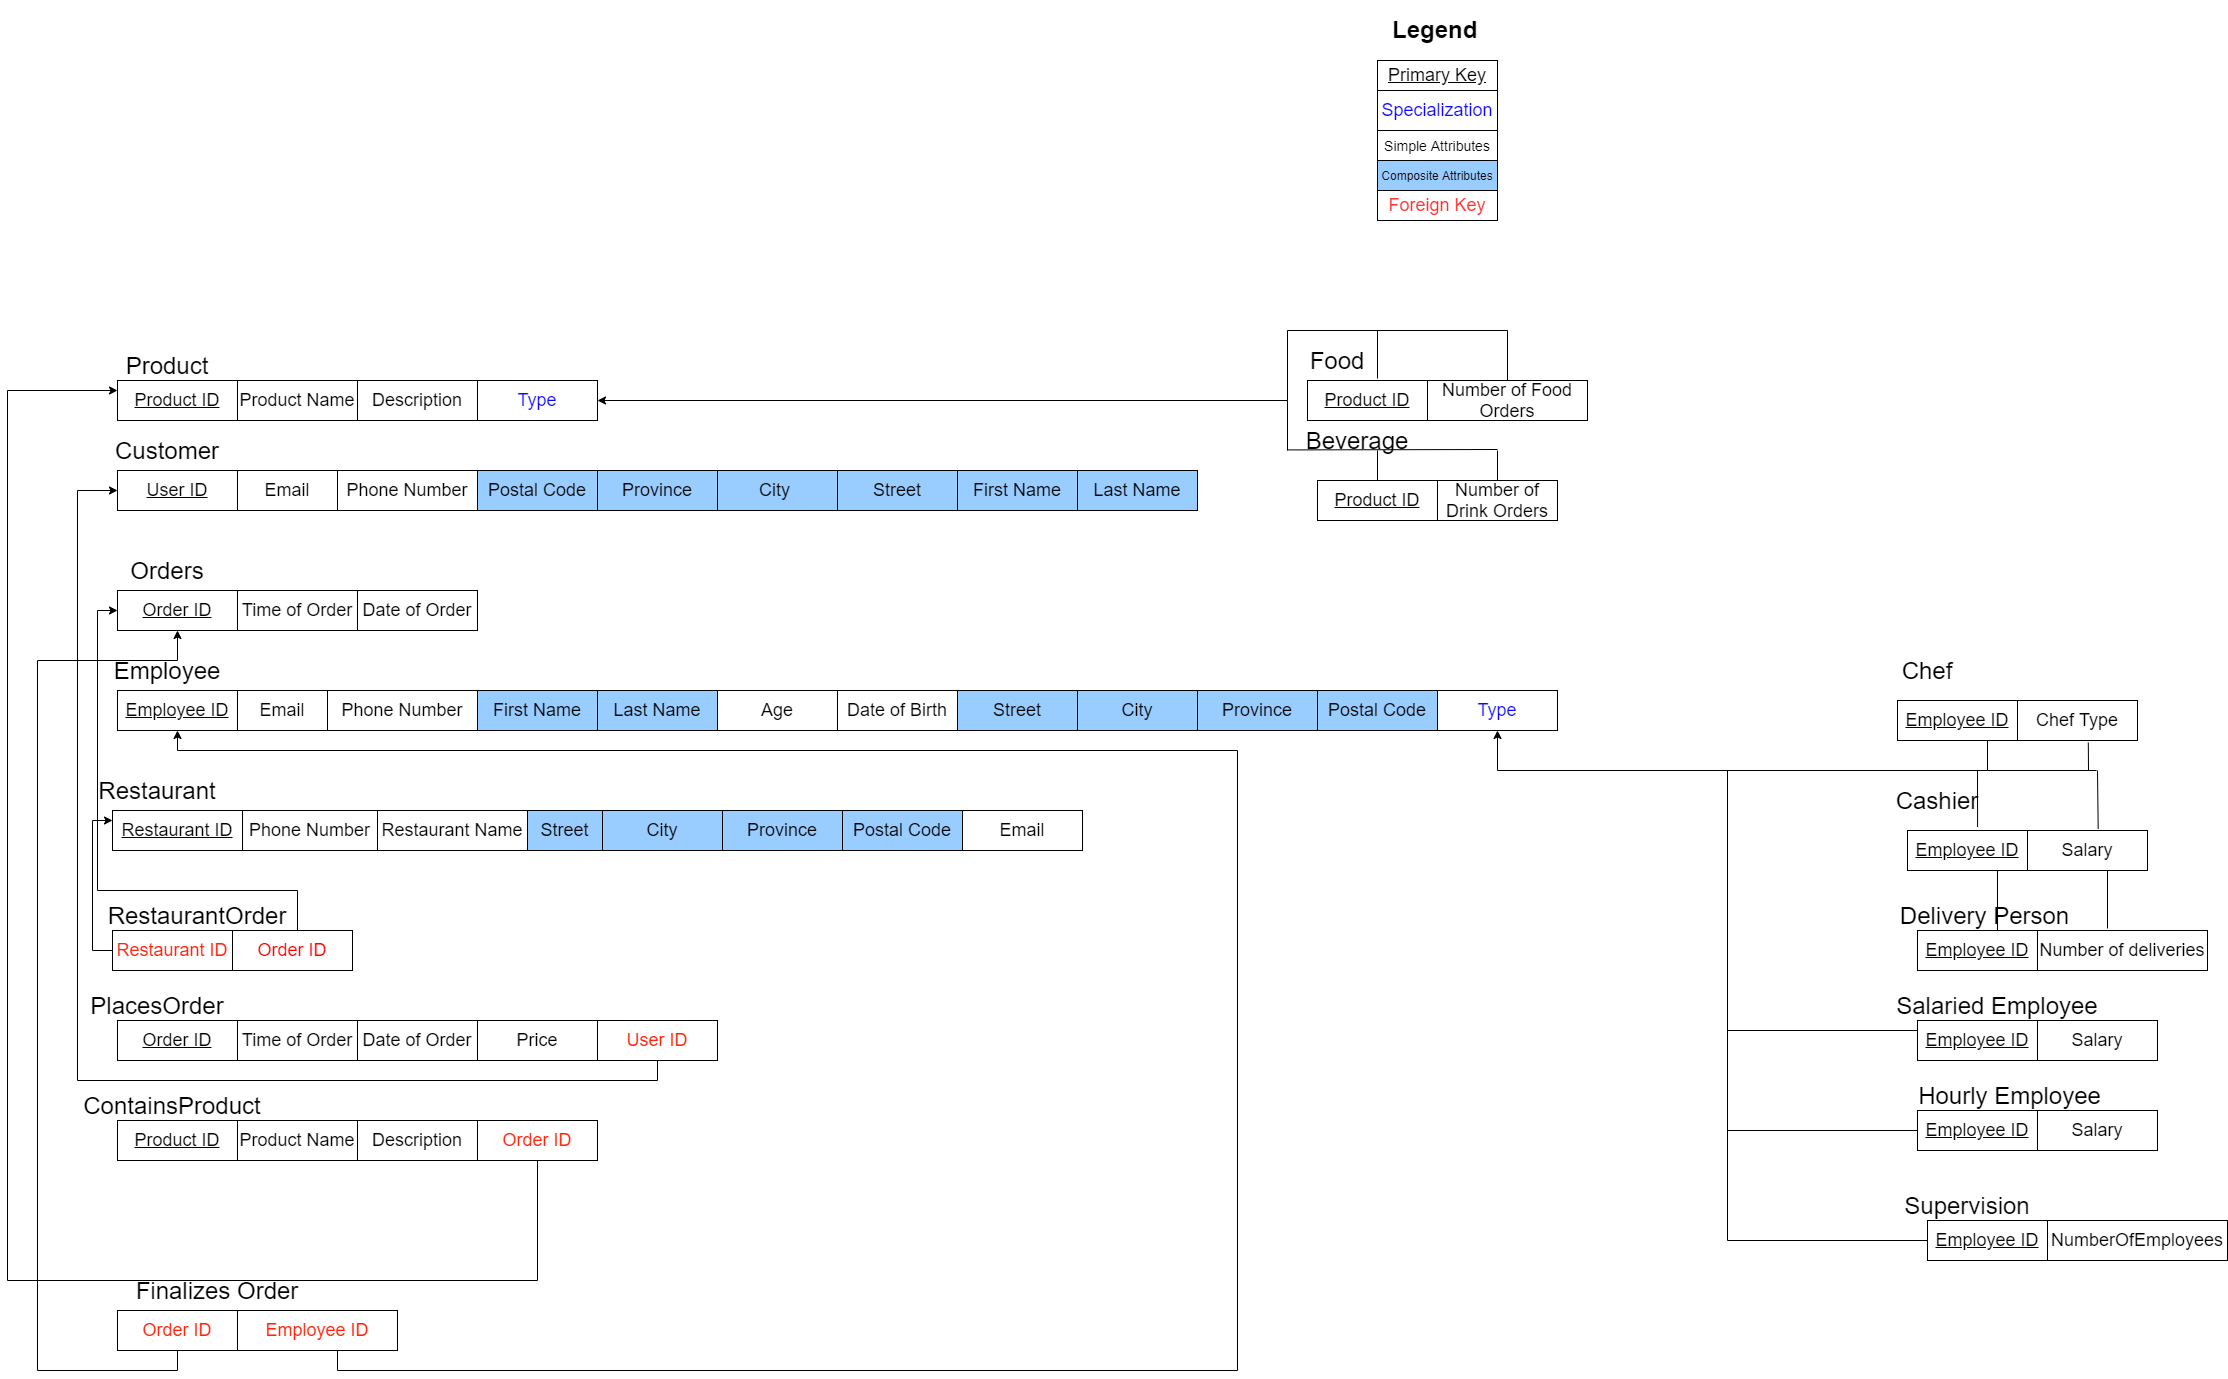 Legend
Primary Key
Specialization
Simple Attributes
Composite Attributes
Foreign Key
Product
Product ID Product Name Description Type
Food
Product ID Number of Food
Orders
Customer
User ID Email Phone Number Postal Code Province City Street First Name Last Name
Beverage
Product ID Number of
Drink Orders
Orders
Order ID Time of Order Date of Order
Employee
Employee ID Email Phone Number First Name Last Name Age Date of Birth Street City Province Postal Code Type
Chef
Employee ID Chef Type
Restaurant
Restaurant ID Phone Number Restaurant Name Street City Province Postal Code Email
Cashier
Employee ID Salary
RestaurantOrder
Restaurant ID Order ID
Delivery Person
Employee ID Number of deliveries
PlacesOrder
Order ID Time of Order Date of Order Price User ID
Salaried Employee
Employee ID Salary
ContainsProduct
Product ID Product Name Description Order ID
Hourly Employee
Employee ID Salary
Supervision
Employee ID NumberOfEmployees
Finalizes Order
Order ID Employee ID